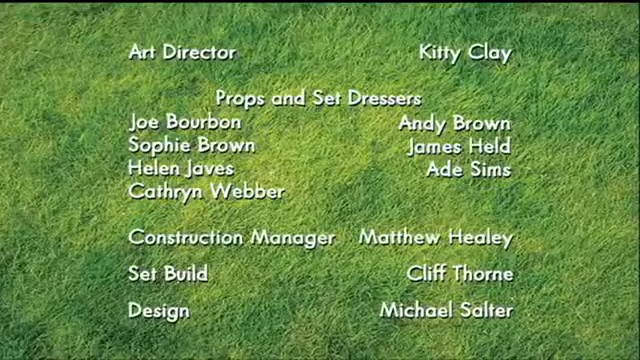 Art Director Kitty Clay
Props and Set Dressers
Joe Bourbon Andy Brown
Sophie Brown James Held
Helen Javes Ade Sims
Cathryn Webber
Construction Manager Matthew Healey
Set Build Cliff Thorne
Design Michael Salter